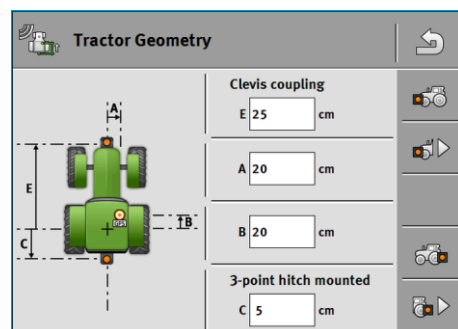 Tractor Geometry
Clevis coupling
E 25 cm
A 20 cm
B 20 cm
3-point hitch mounted
C 5 cm
A
E
B
C
GPS